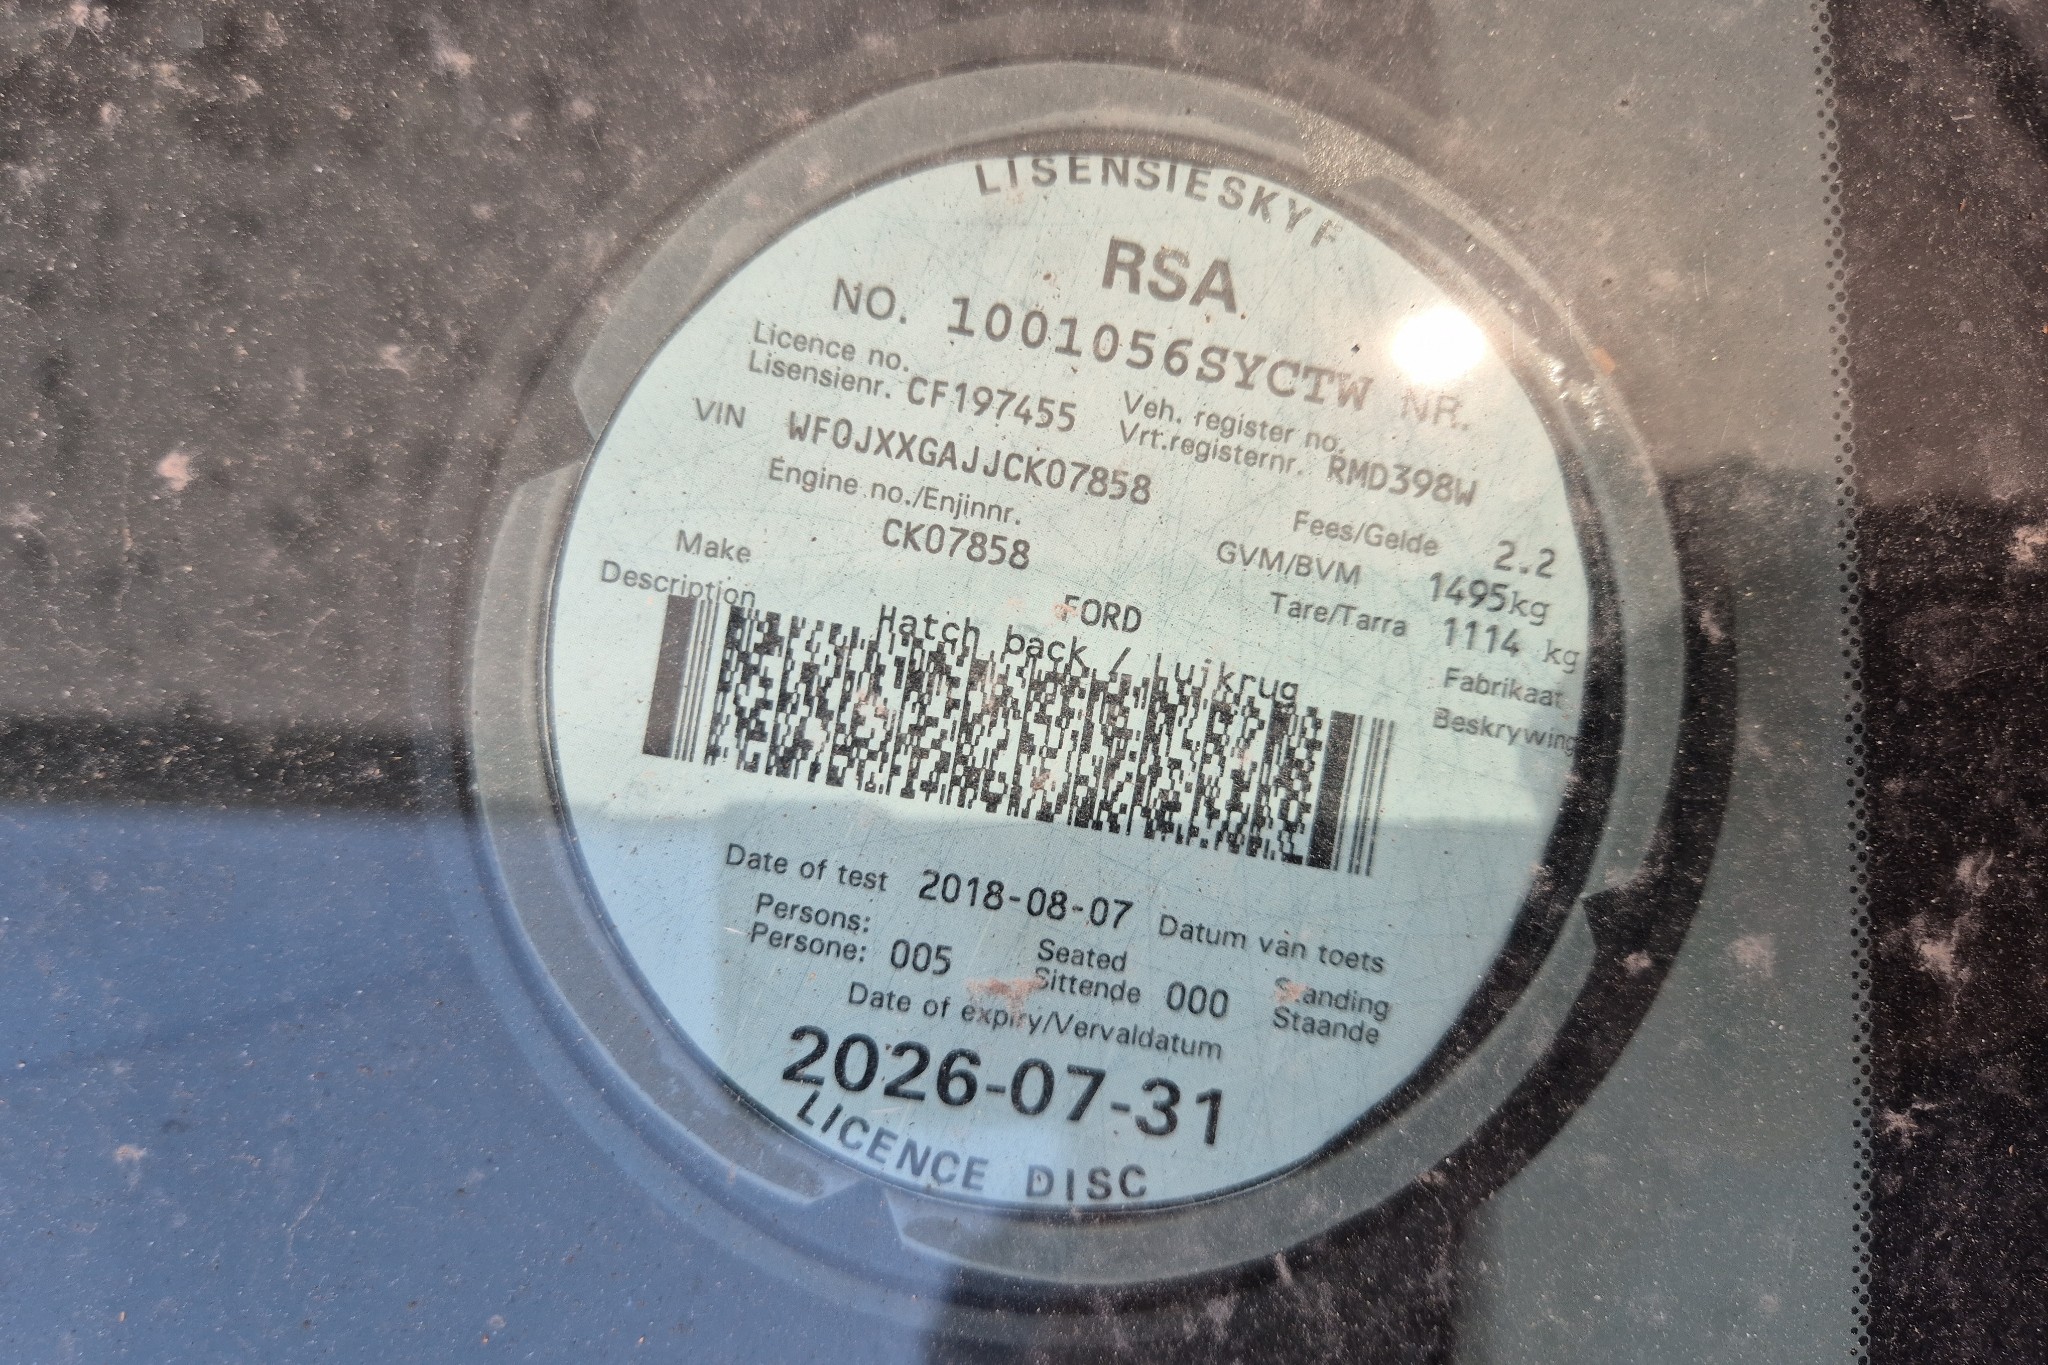 LISENSIESKYF
RSA
NO. 1001056SYCTW NR.
Licence no.
Lisensienr. CF197455
Veh. register no.
Vrt.registernr. RMD398W
VIN WF0JXXGAJJCK07858
Engine no./Enjinnr.
CK07858
Fees/Gelde 2.2
GVM/BVM 1495kg
Tare/Tarra 1114 kg
Make FORD Fabrikaat
Description Hatch back / Luikrug Beskrywing
Date of test 2018-08-07 Datum van toets
Persons: Seated Standing
Persone: 005 Sittende 000 Staande
Date of expiry/Vervaldatum
2026-07-31
LICENCE DISC